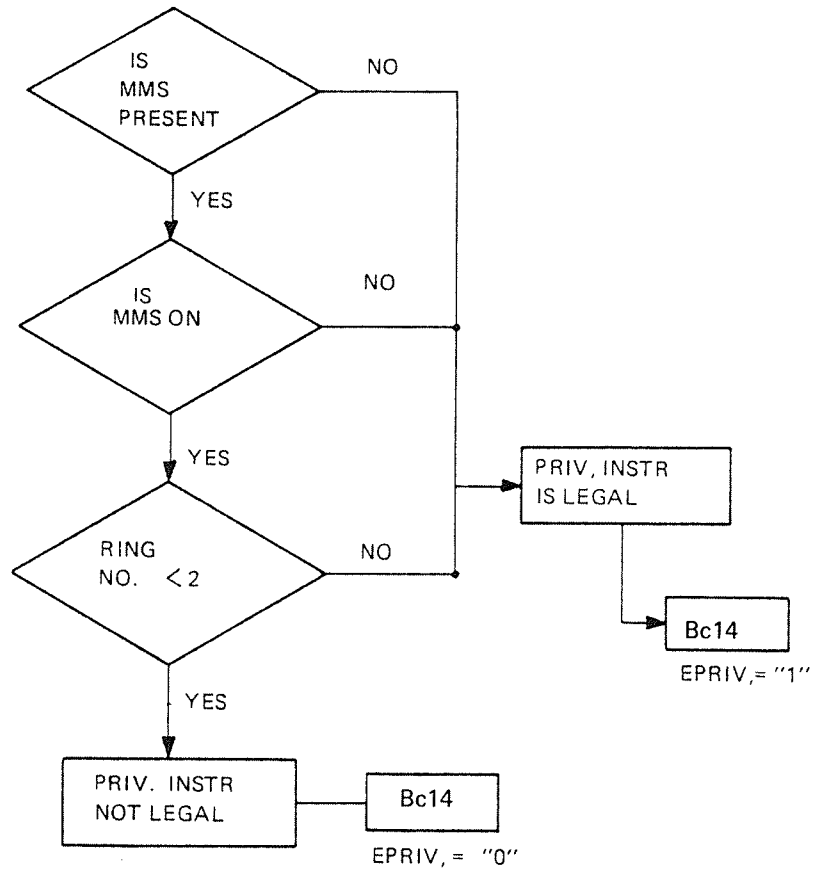 IS
MMS
PRESENT
NO
YES
IS
MMS ON
NO
YES
RING
NO. <2
NO
PRIV, INSTR
IS LEGAL
Bc14
EPRIV,= "1"
YES
PRIV. INSTR
NOT LEGAL
Bc14
EPRIV, = "0"